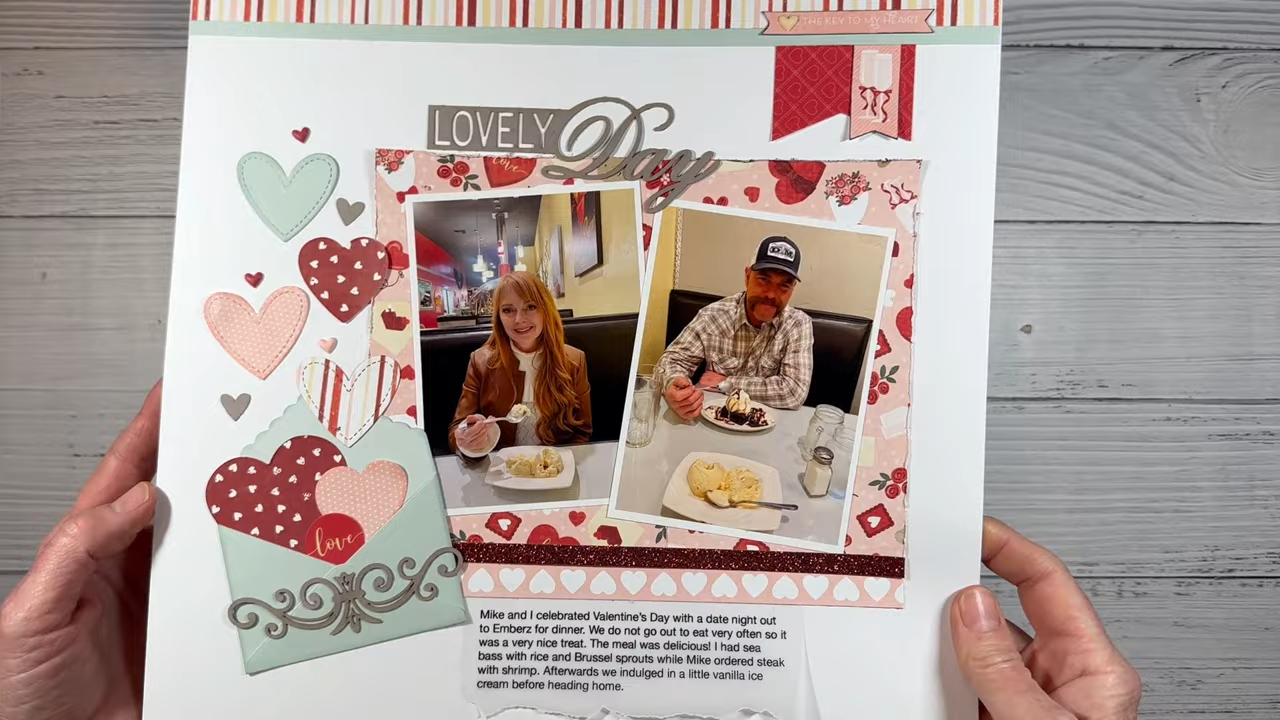 THE KEY TO MY HEART
LOVELY Day
love
love
Mike and I celebrated Valentine's Day with a date night out
to Emberz for dinner. We do not go out to eat very often so it
was a very nice treat. The meal was delicious! I had sea
bass with rice and Brussel sprouts while Mike ordered steak
with shrimp. Afterwards we indulged in a little vanilla ice
cream before heading home.